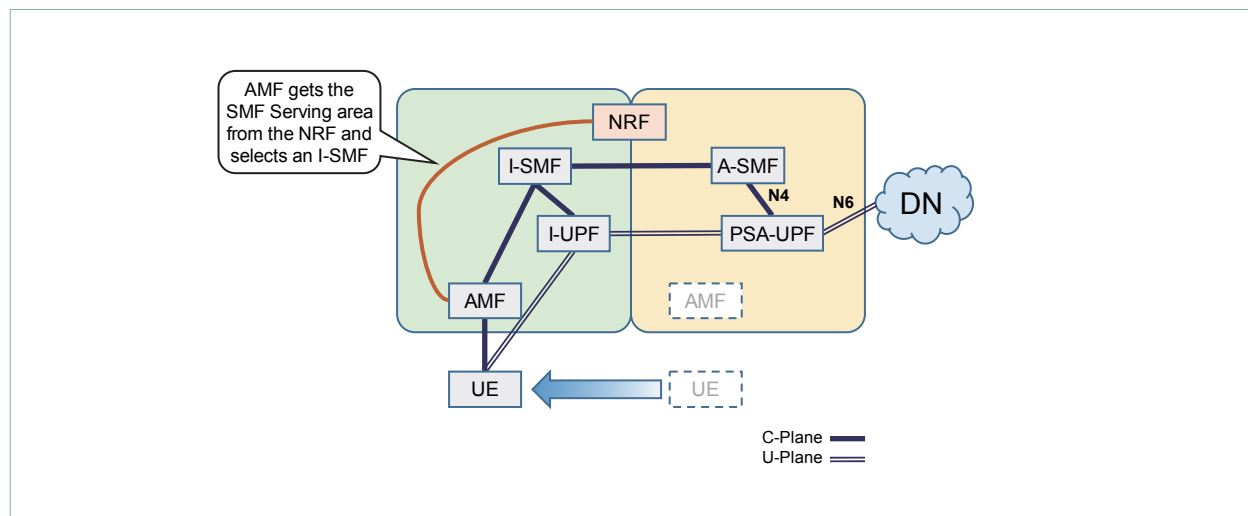 AMF gets the
SMF Serving area
from the NRF and
selects an I-SMF
NRF
I-SMF
A-SMF
N4
N6
DN
I-UPF
PSA-UPF
AMF
AMF
UE
UE
C-Plane
U-Plane